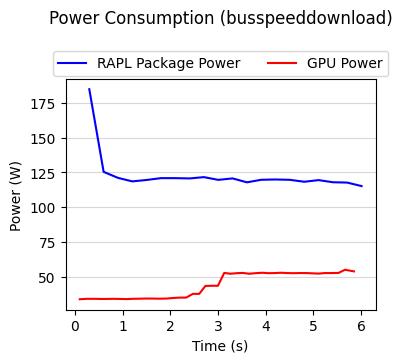 Power Consumption (busspeeddownload)
RAPL Package Power GPU Power
175
150
125
100
75
50
Power (W)
0 1 2 3 4 5 6
Time (s)